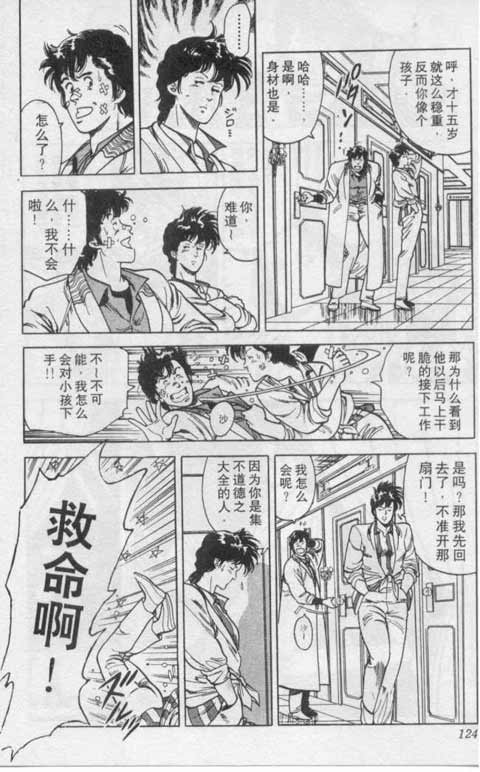 呼．才十五岁
就这么稳重，
反而你像个
孩子．
哈哈……，
是啊，
身材也是．
…………
ジロ…
怎么了？
你，
难道～
什……什
么，我不会
啦！
那为什么看到
他以后马上干
脆的接下工作
呢？
沙
不～不可
能，我怎么
会对小孩下
手!!
是吗？那我先回
去了，不准开那
扇门！
我怎么
会呢？
因为你是集
不道德之
大全的人．
救命啊！
124